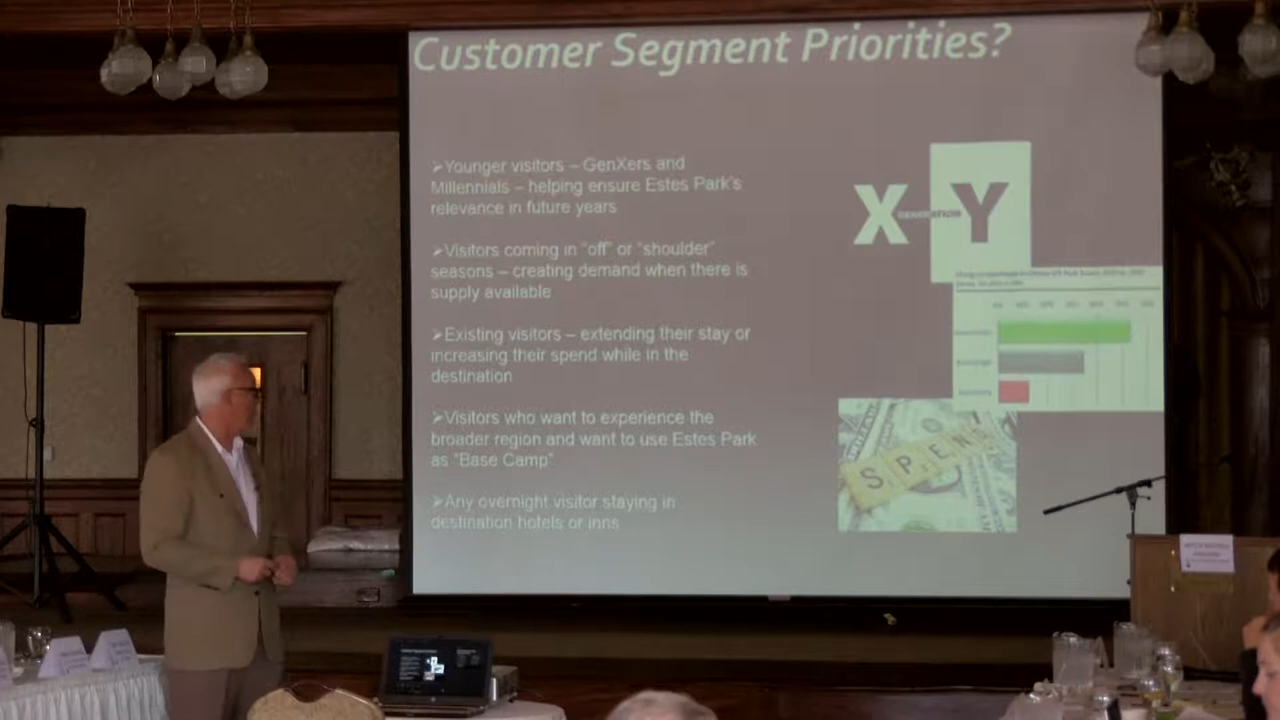 Customer Segment Priorities?
➢Younger visitors – GenXers and
Millennials – helping ensure Estes Park's
relevance in future years
➢Visitors coming in "off" or "shoulder"
seasons – creating demand when there is
supply available
➢Existing visitors – extending their stay or
increasing their spend while in the
destination
➢Visitors who want to experience the
broader region and want to use Estes Park
as "Base Camp"
➢Any overnight visitor staying in
destination hotels or inns
X GENERATION Y
SPEND